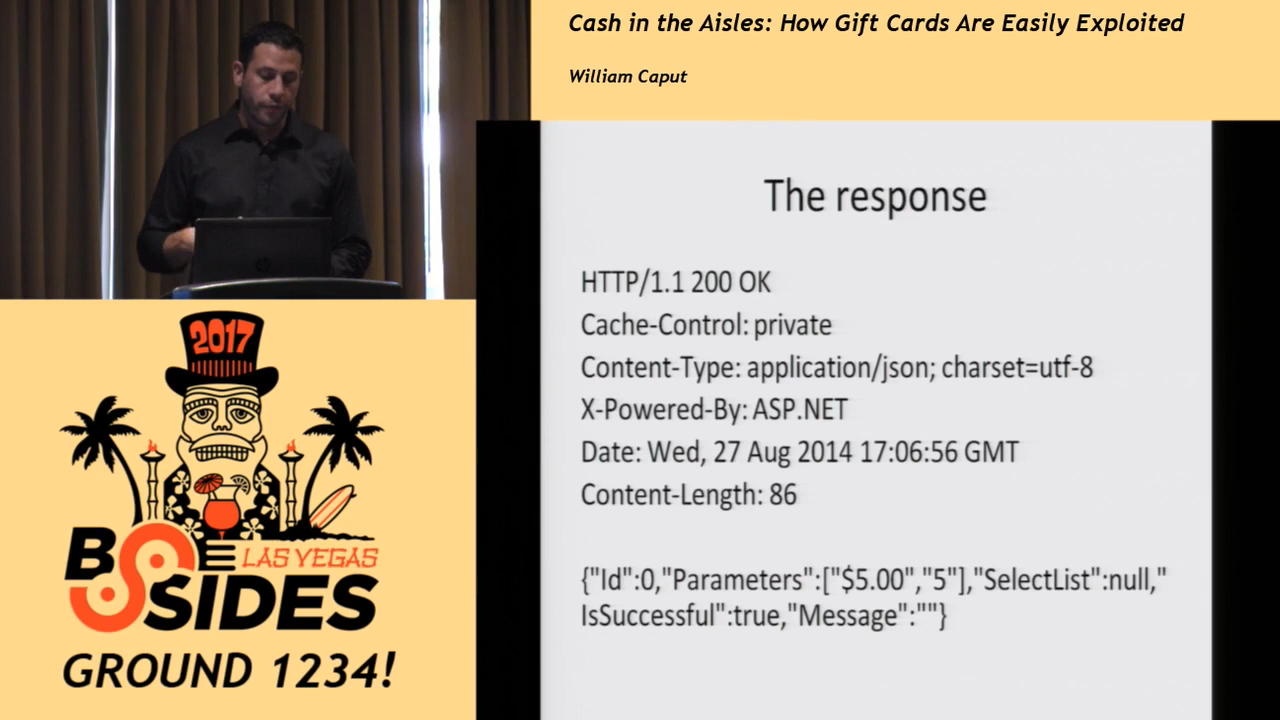 Cash in the Aisles: How Gift Cards Are Easily Exploited
William Caput
The response
HTTP/1.1 200 OK
Cache-Control: private
Content-Type: application/json; charset=utf-8
X-Powered-By: ASP.NET
Date: Wed, 27 Aug 2014 17:06:56 GMT
Content-Length: 86
{"Id":0,"Parameters":["$5.00","5"],"SelectList":null,"
IsSuccessful":true,"Message":""}
2017
BSIDES
LAS VEGAS
GROUND 1234!